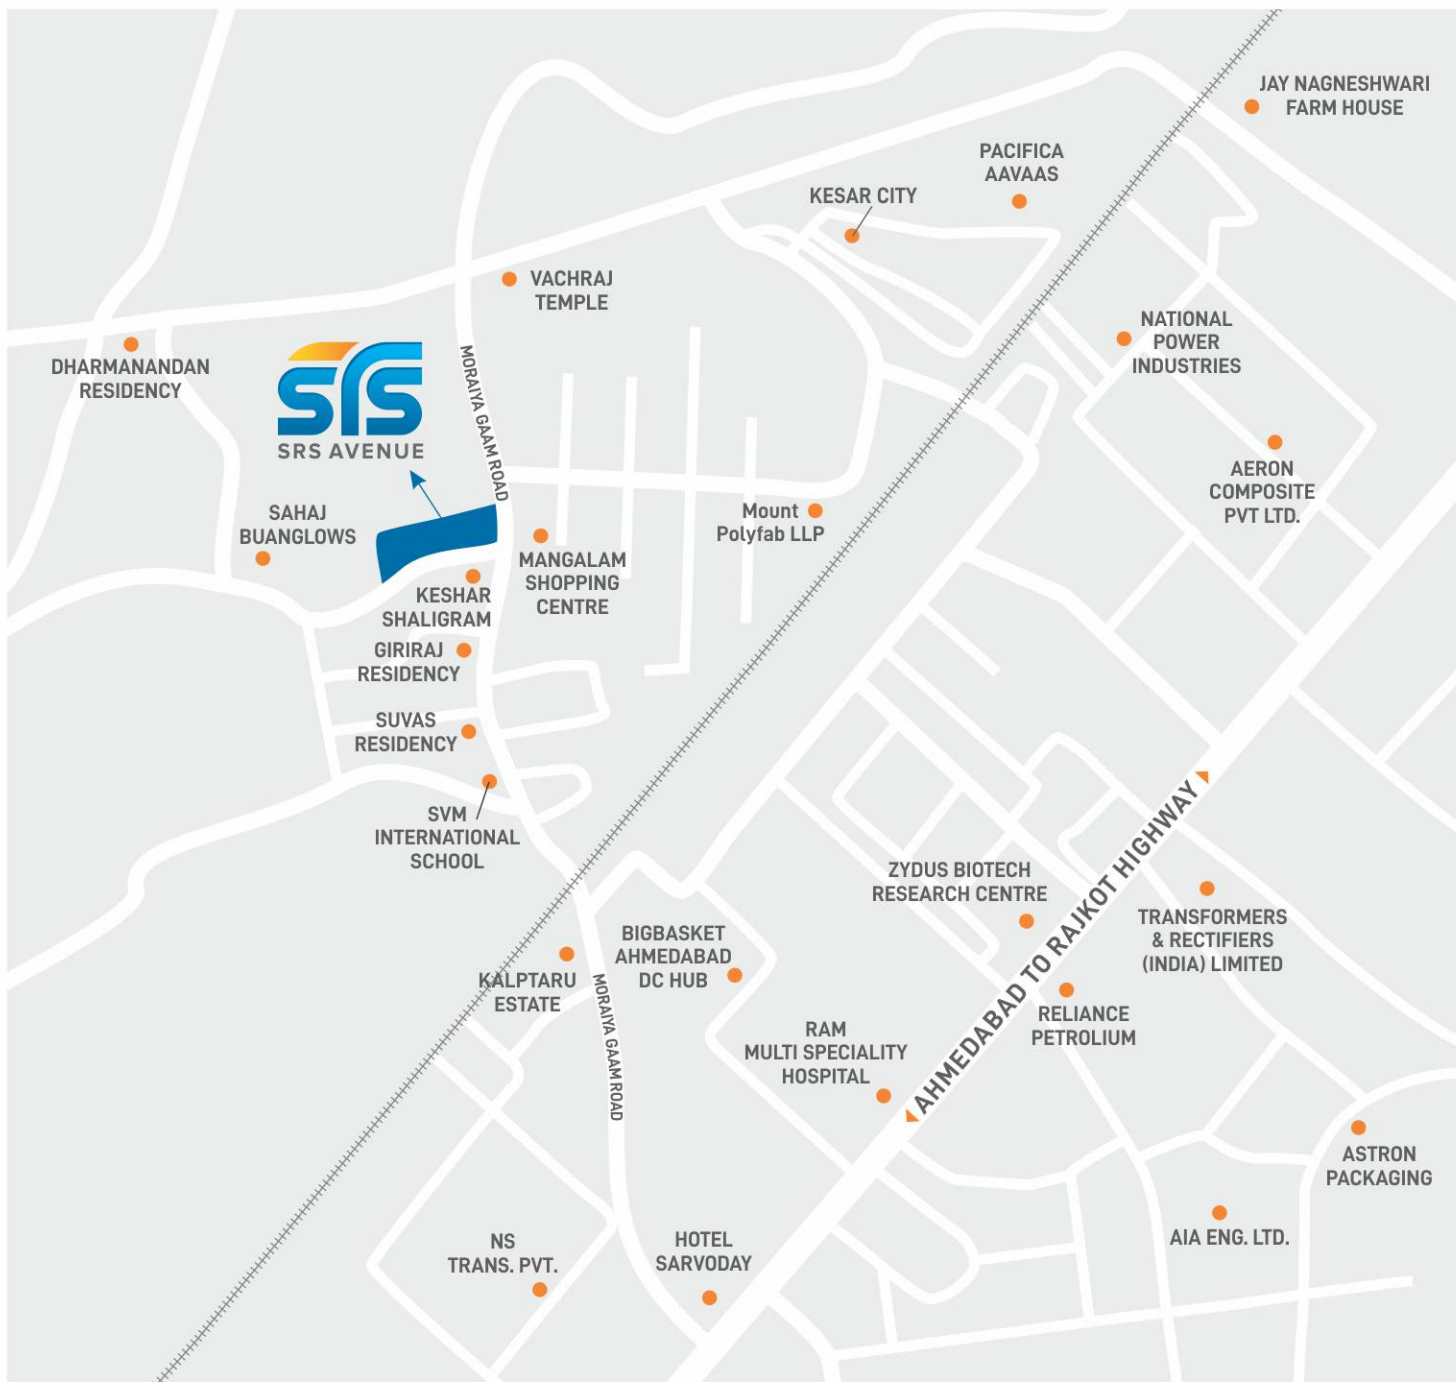 JAY NAGNESHWARI
FARM HOUSE
PACIFICA
AAVAAS
KESAR CITY
VACHRAJ
TEMPLE
NATIONAL
POWER
INDUSTRIES
DHARMANANDAN
RESIDENCY
SRS
SRS AVENUE
MORAIYA GAAM ROAD
AERON
COMPOSITE
PVT LTD.
SAHAJ
BUANGLOWS
Mount
Polyfab LLP
MANGALAM
SHOPPING
CENTRE
KESHAR
SHALIGRAM
GIRIRAJ
RESIDENCY
SUVAS
RESIDENCY
SVM
INTERNATIONAL
SCHOOL
ZYDUS BIOTECH
RESEARCH CENTRE
AHMEDABAD TO RAJKOT HIGHWAY
TRANSFORMERS
& RECTIFIERS
(INDIA) LIMITED
BIGBASKET
AHMEDABAD
DC HUB
KALPTARU
ESTATE
MORAIYA GAAM ROAD
RELIANCE
PETROLIUM
RAM
MULTI SPECIALITY
HOSPITAL
ASTRON
PACKAGING
AIA ENG. LTD.
NS
TRANS. PVT.
HOTEL
SARVODAY